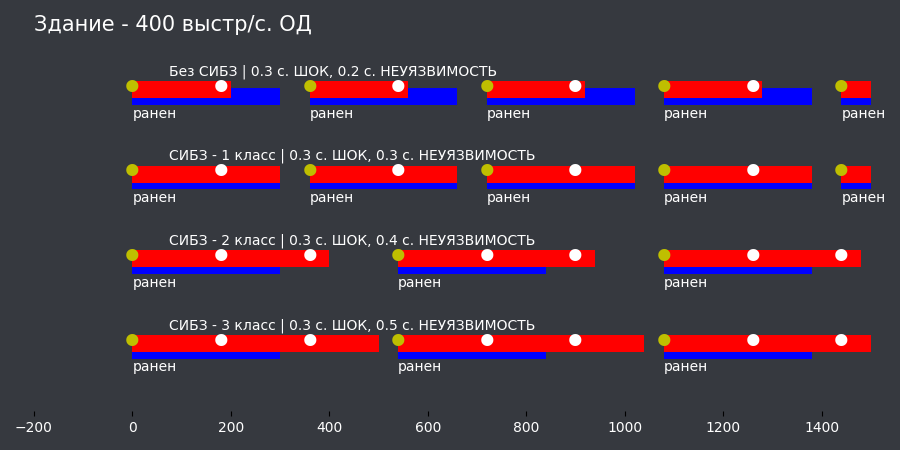 Здание - 400 выстр/с. ОД
Без СИБЗ | 0.3 с. ШОК, 0.2 с. НЕУЯЗВИМОСТЬ
ранен ранен ранен ранен ранен
СИБЗ - 1 класс | 0.3 с. ШОК, 0.3 с. НЕУЯЗВИМОСТЬ
ранен ранен ранен ранен ранен
СИБЗ - 2 класс | 0.3 с. ШОК, 0.4 с. НЕУЯЗВИМОСТЬ
ранен ранен ранен
СИБЗ - 3 класс | 0.3 с. ШОК, 0.5 с. НЕУЯЗВИМОСТЬ
ранен ранен ранен
−200 0 200 400 600 800 1000 1200 1400